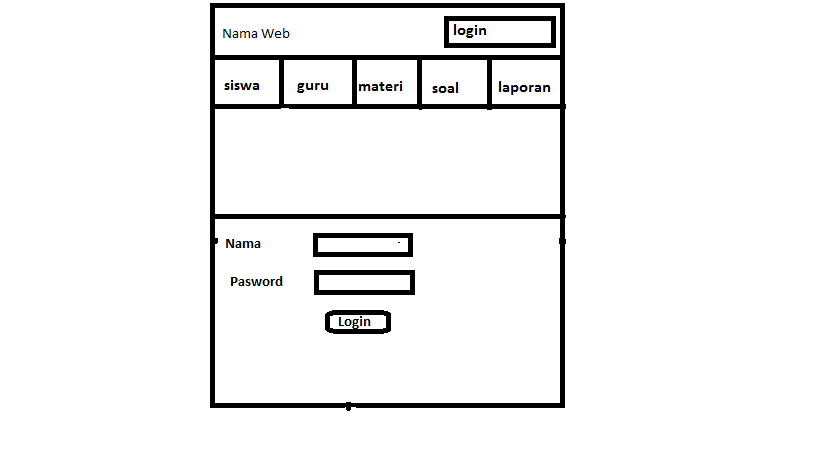 Nama Web
login
siswa guru materi soal laporan
Nama
Pasword
Login